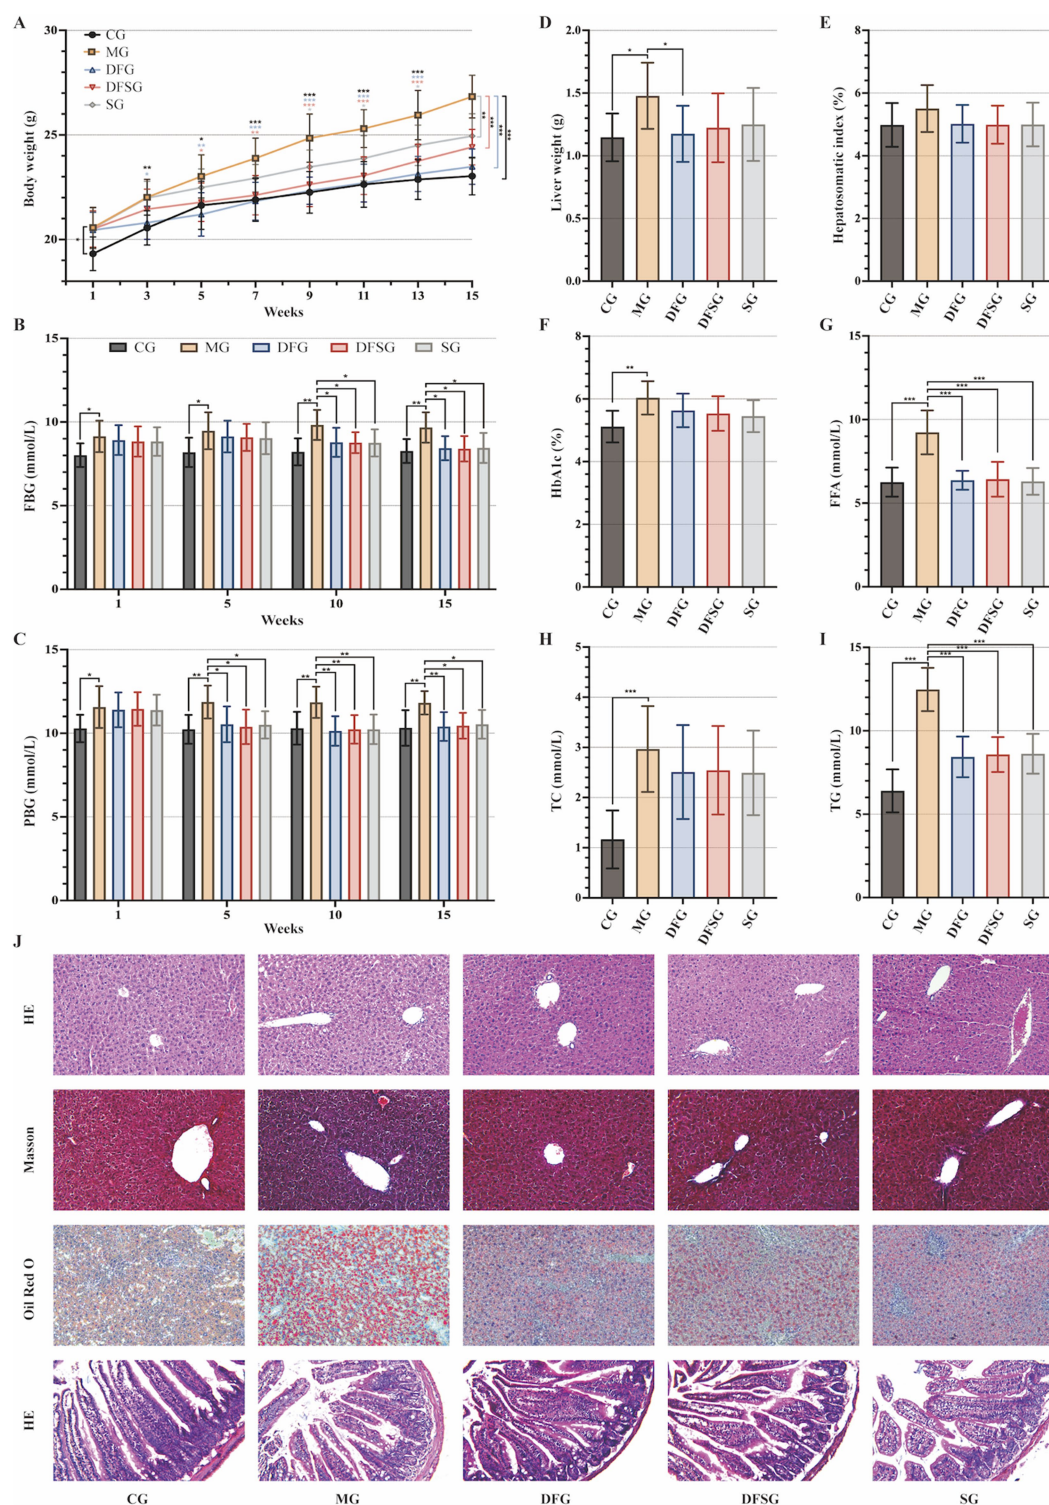 A
30
25
20
Body weight (g)
CG
MG
DFG
DFSG
SG
*
**
*
*
**
*
***
***
**
***
***
***
*
***
***
***
*
***
***
***
*
**
***
***
***
1 3 5 7 9 11 13 15
Weeks
D
2.0
1.5
1.0
0.5
0.0
Liver weight (g)
* *
CG MG DFG DFSG SG
E
8
6
4
2
0
Hepatosomatic index (%)
CG MG DFG DFSG SG
B
15
10
5
0
FBG (mmol/L)
CG MG DFG DFSG SG
*
*
** * * *
** * * *
1 5 10 15
Weeks
F
8
6
4
2
0
HbA1c (%)
**
CG MG DFG DFSG SG
G
15
10
5
0
FFA (mmol/L)
*** *** *** ***
CG MG DFG DFSG SG
C
15
10
5
0
PBG (mmol/L)
*
** * * *
** ** ** **
** ** * *
1 5 10 15
Weeks
H
5
4
3
2
1
0
TC (mmol/L)
***
CG MG DFG DFSG SG
I
15
10
5
0
TG (mmol/L)
*** *** *** ***
CG MG DFG DFSG SG
J
HE
Masson
Oil Red O
HE
CG MG DFG DFSG SG